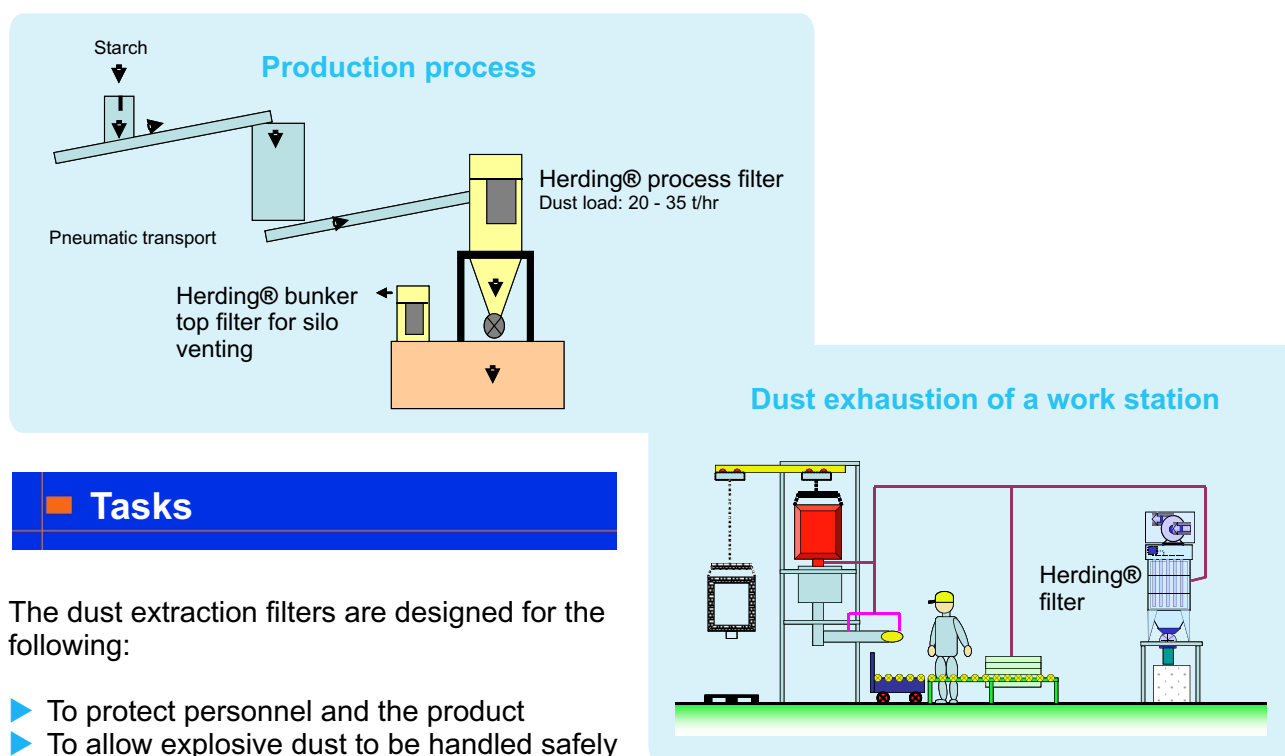 Starch
Production process
Herding® process filter
Dust load: 20 - 35 t/hr
Pneumatic transport
Herding® bunker
top filter for silo
venting
Dust exhaustion of a work station
Herding®
filter
Tasks
The dust extraction filters are designed for the
following:
To protect personnel and the product
To allow explosive dust to be handled safely